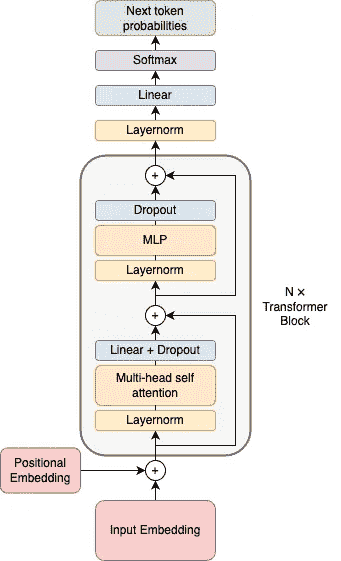 Next token
probabilities
Softmax
Linear
Layernorm
+
Dropout
MLP
Layernorm
+
Linear + Dropout
Multi-head self
attention
Layernorm
N ×
Transformer
Block
Positional
Embedding
+
Input Embedding